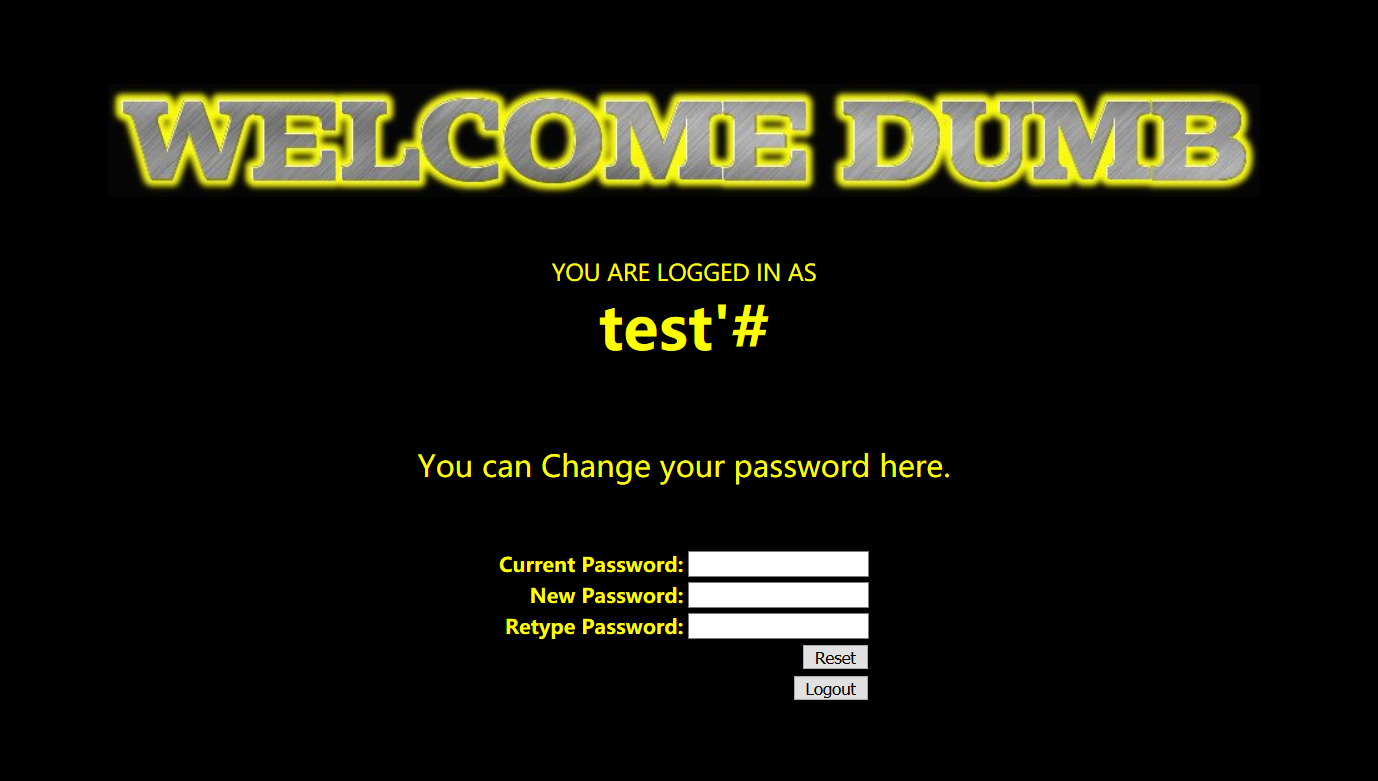 WELCOME DUMB
YOU ARE LOGGED IN AS
test'#
You can Change your password here.
Current Password:
New Password:
Retype Password:
Reset
Logout